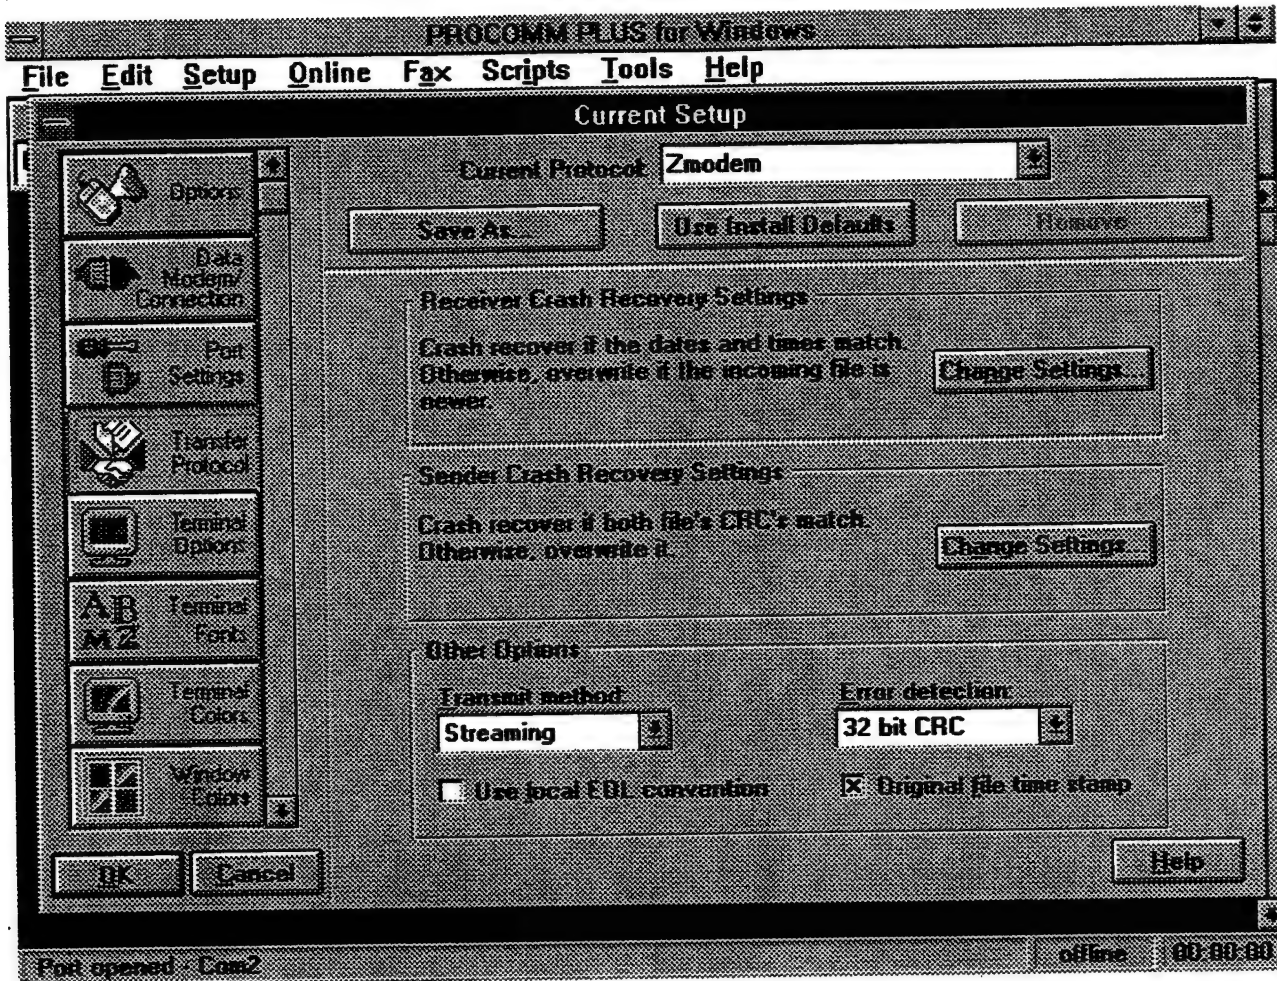 PROCOMM PLUS for Windows
File Edit Setup Online Fax Scripts Tools Help
Current Setup
Options
Data
Modem/
Connection
Port
Settings
Transfer
Protocol
Terminal
Options
AB
MZ
Terminal
Fonts
Terminal
Colors
Window
Colors
OK Cancel
Current Protocol: Zmodem
Save As... Use Install Defaults Remove
Receiver Crash Recovery Settings
Crash recover if the dates and times match.
Otherwise, overwrite if the incoming file is
newer.
Change Settings...
Sender Crash Recovery Settings
Crash recover if both file's CRC's match.
Otherwise, overwrite it.
Change Settings...
Other Options
Transmit method: Error detection:
Streaming 32 bit CRC
Use local EOL convention Original file time stamp
Help
Port opened - Com2 offline 00:00:00